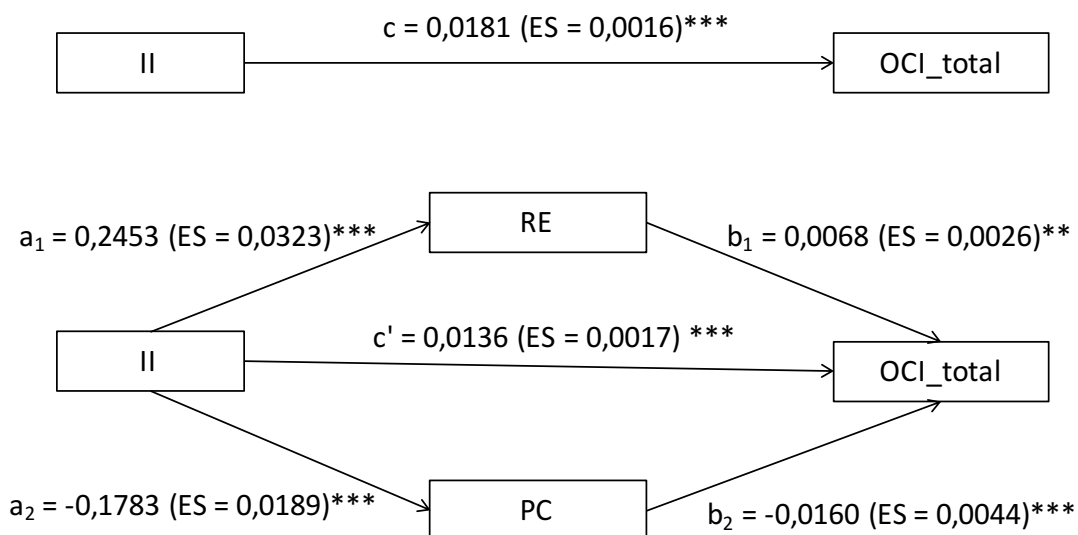 c = 0,0181 (ES = 0,0016)***
II
OCI_total
RE
a₁ = 0,2453 (ES = 0,0323)***
b₁ = 0,0068 (ES = 0,0026)**
c' = 0,0136 (ES = 0,0017) ***
II
OCI_total
a₂ = -0,1783 (ES = 0,0189)***
PC
b₂ = -0,0160 (ES = 0,0044)***